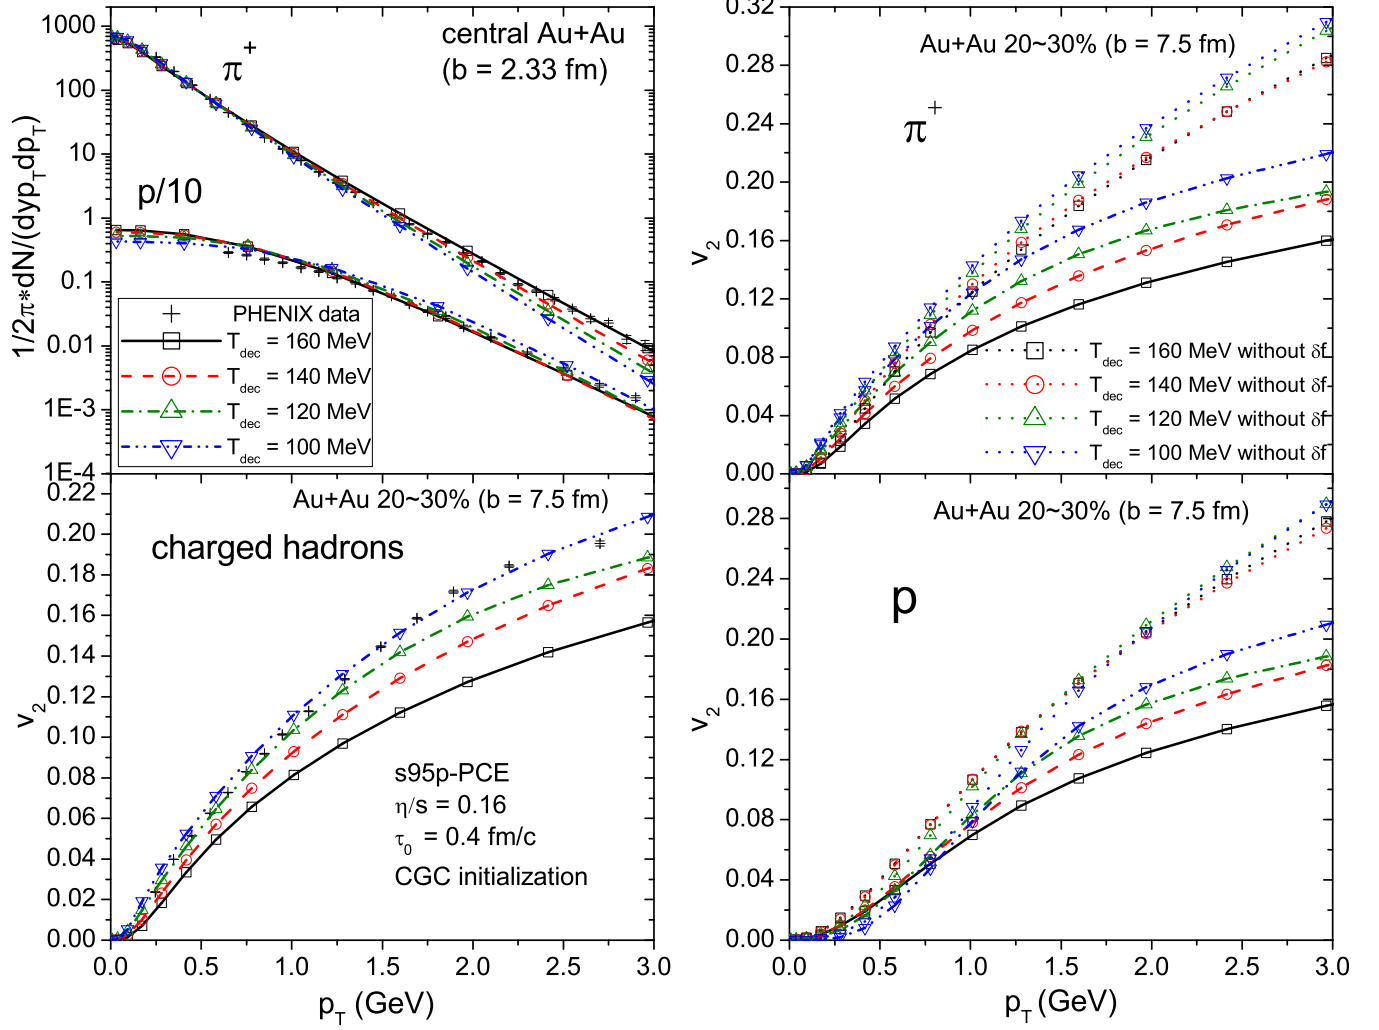 1000
100
10
1
0.1
0.01
1E-3
1E-4
1/2π*dN/(dyp_T dp_T)
central Au+Au
(b = 2.33 fm)
π⁺
p/10
PHENIX data
T_dec = 160 MeV
T_dec = 140 MeV
T_dec = 120 MeV
T_dec = 100 MeV
0.32
0.28
0.24
0.20
0.16
0.12
0.08
0.04
0.00
v_2
Au+Au 20~30% (b = 7.5 fm)
π⁺
T_dec = 160 MeV without δf
T_dec = 140 MeV without δf
T_dec = 120 MeV without δf
T_dec = 100 MeV without δf
0.22
0.20
0.18
0.16
0.14
0.12
0.10
0.08
0.06
0.04
0.02
0.00
v_2
Au+Au 20~30% (b = 7.5 fm)
charged hadrons
s95p-PCE
η/s = 0.16
τ_0 = 0.4 fm/c
CGC initialization
0.0 0.5 1.0 1.5 2.0 2.5 3.0
p_T (GeV)
0.28
0.24
0.20
0.16
0.12
0.08
0.04
0.00
v_2
Au+Au 20~30% (b = 7.5 fm)
p
0.0 0.5 1.0 1.5 2.0 2.5 3.0
p_T (GeV)